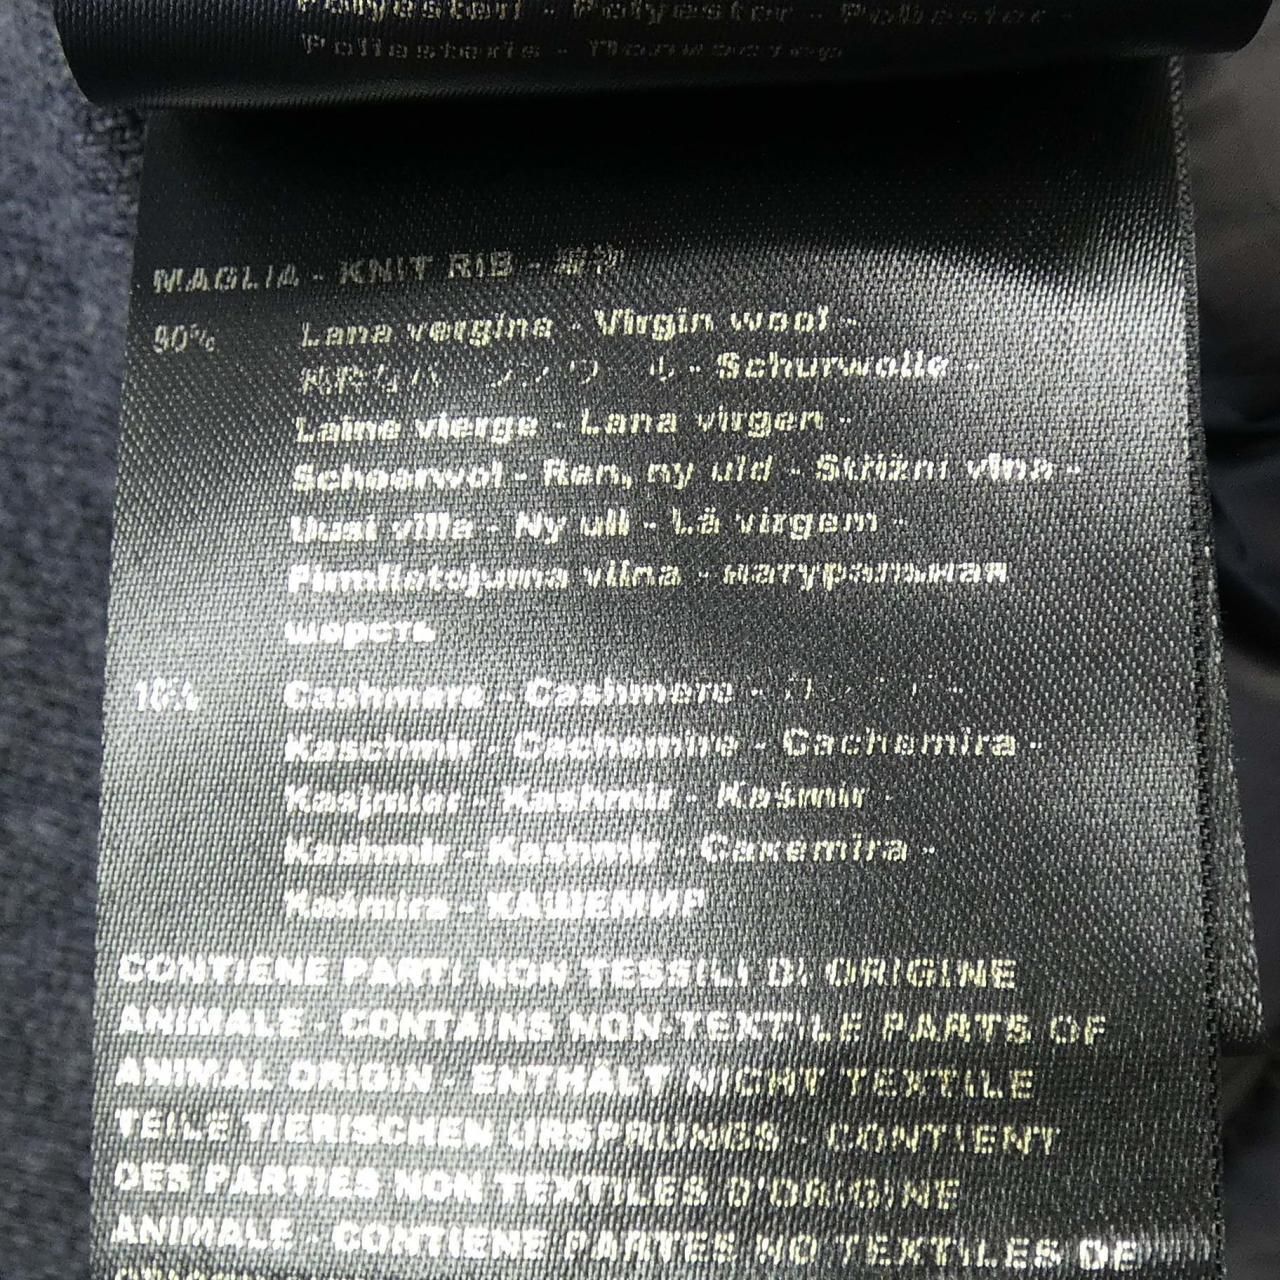 Polyesteri - Polyester - Poliester -
Poliesteris - Полиэстер
MAGLIA - KNIT RIB -
90% Lana vergine - Virgin wool -
- Schurwolle -
Laine vierge - Lana virgen -
Scheerwol - Ren, ny uld - Střižní vlna -
Uusi villa - Ny ull - Lã virgem -
Pirmlietojuma vilna - натуральная
шерсть
10% Cashmere - Cashmere -
Kaschmir - Cachemire - Cachemira -
Kasjmier - Kashmir - Kašmír -
Kashmir - Kashmir - Caxemira -
Kašmirs - КАШЕМИР
CONTIENE PARTI NON TESSILI DI ORIGINE
ANIMALE - CONTAINS NON-TEXTILE PARTS OF
ANIMAL ORIGIN - ENTHÄLT NICHT TEXTILE
TEILE TIERISCHEN URSPRUNGS - CONTIENT
DES PARTIES NON TEXTILES D'ORIGINE
ANIMALE - CONTIENE PARTES NO TEXTILES DE